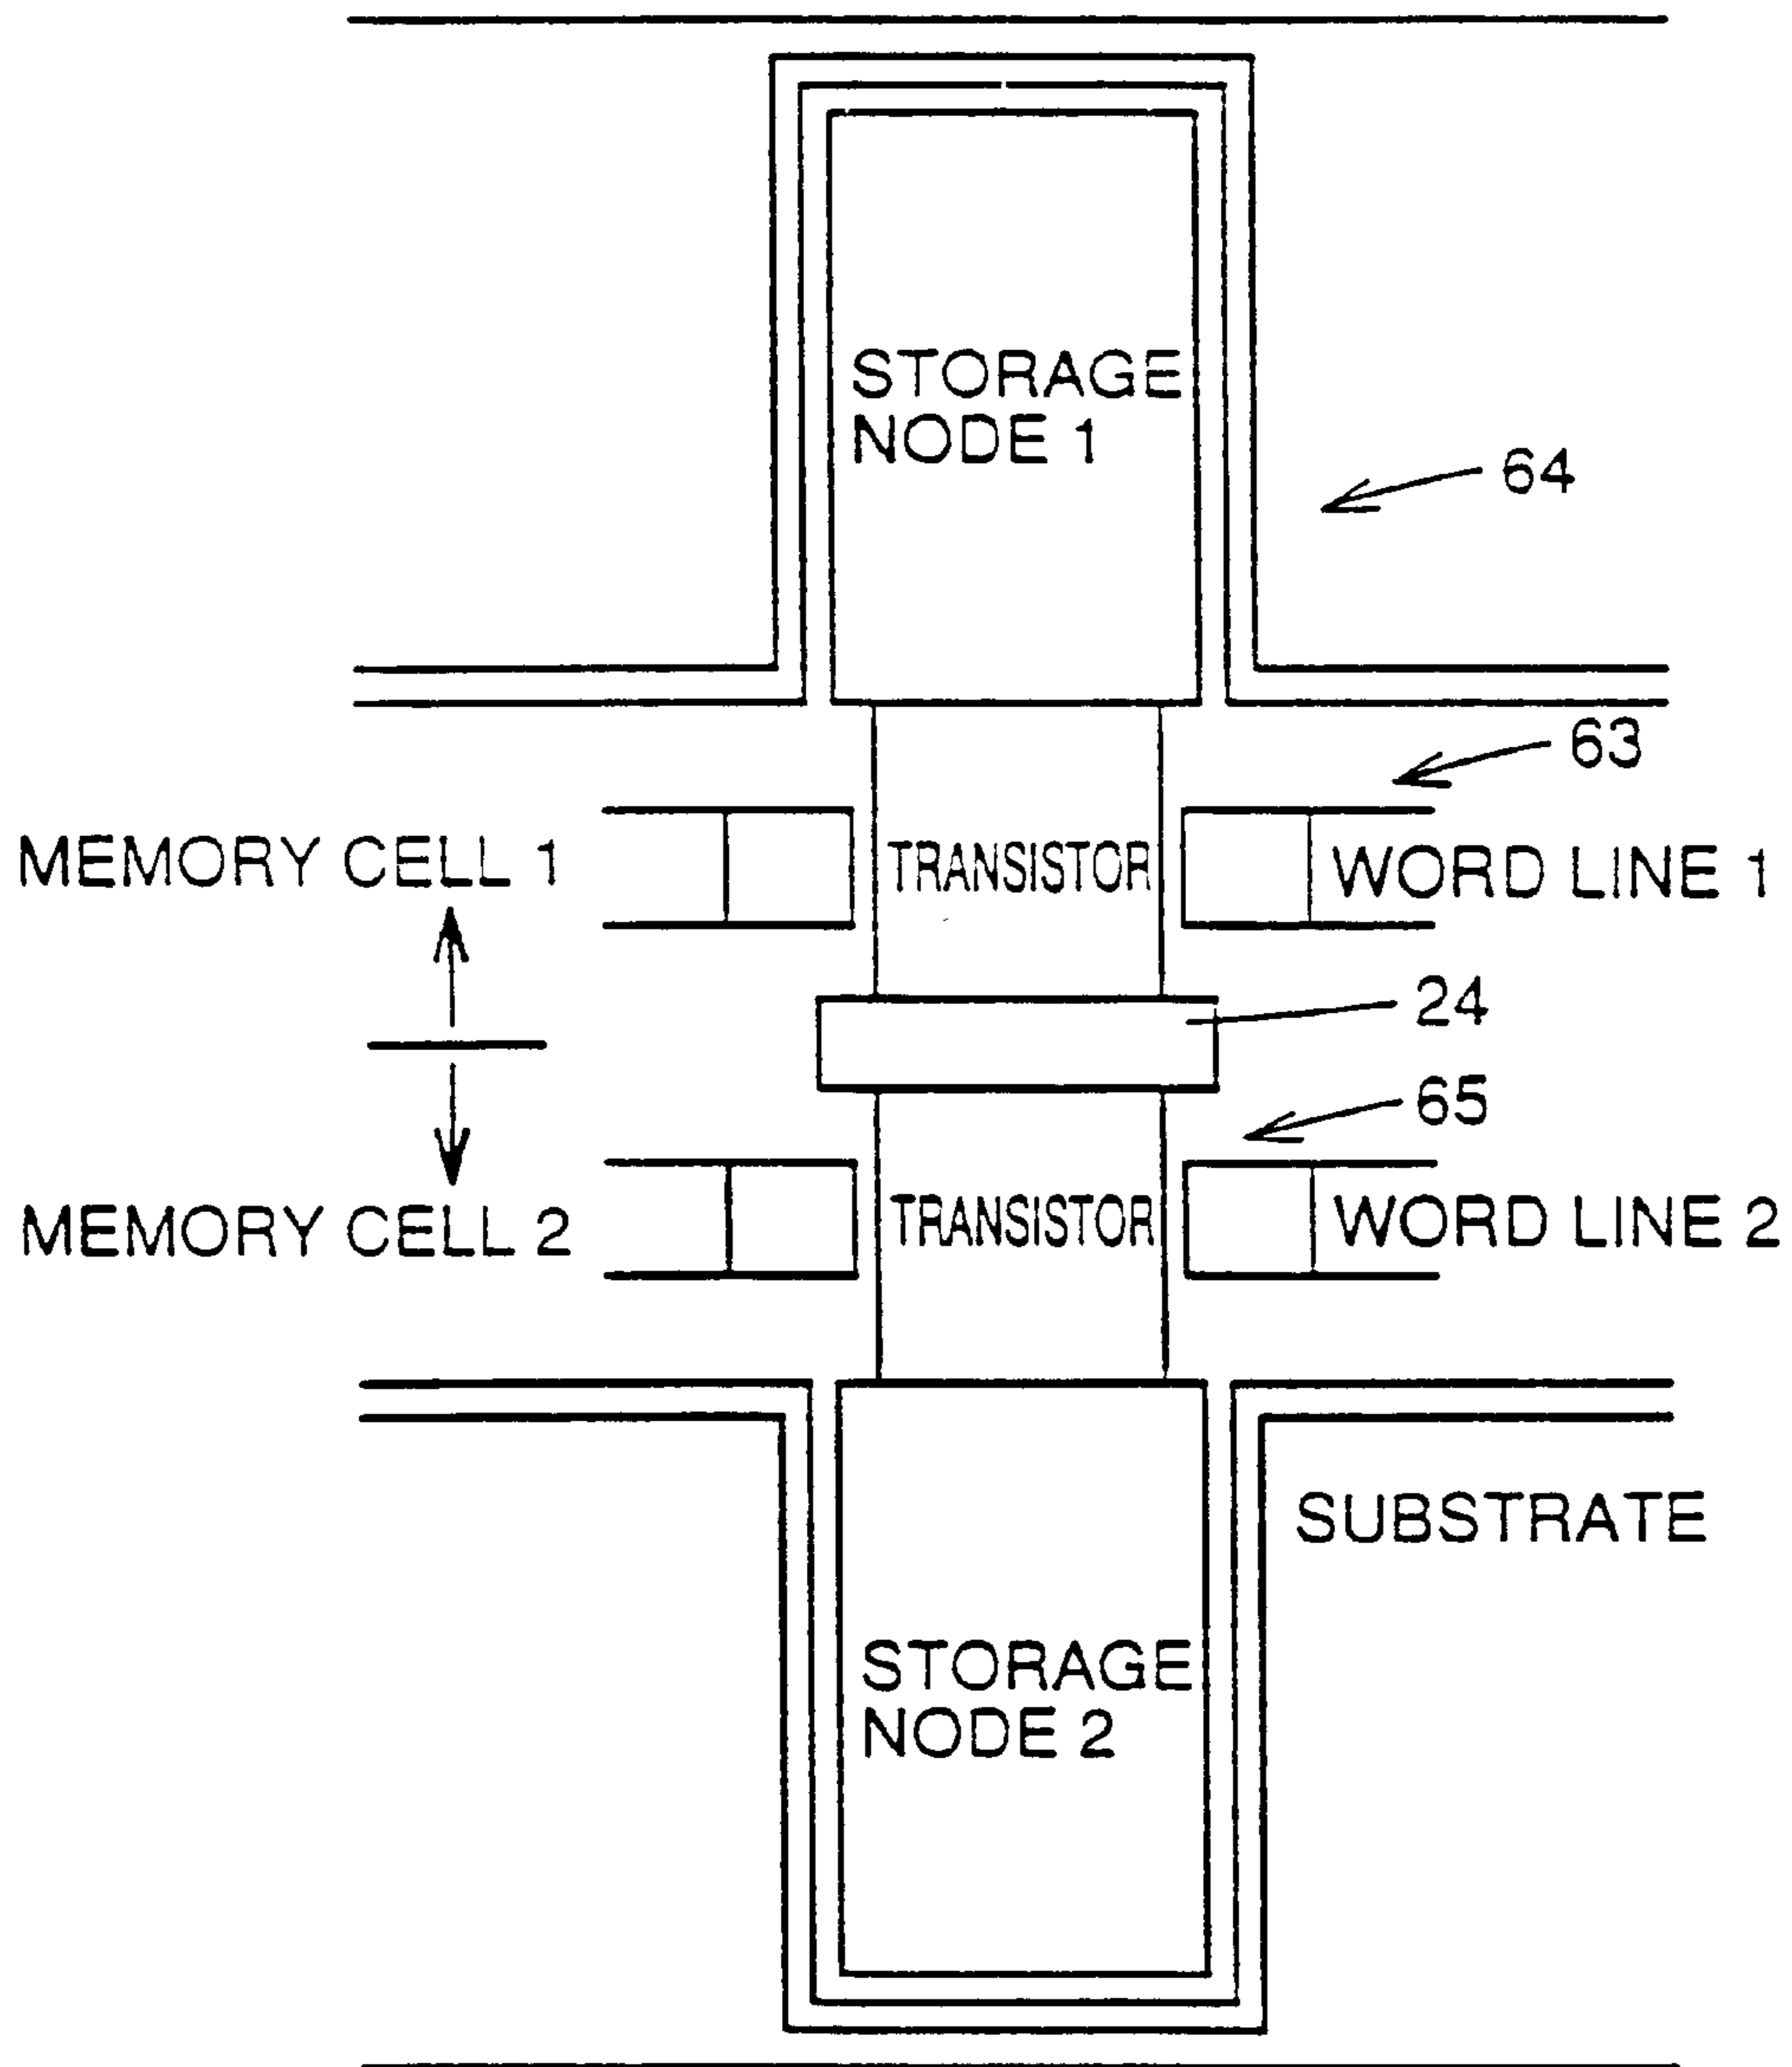 STORAGE
NODE 1
64
63
MEMORY CELL 1
TRANSISTOR
WORD LINE 1
24
65
MEMORY CELL 2
TRANSISTOR
WORD LINE 2
SUBSTRATE
STORAGE
NODE 2